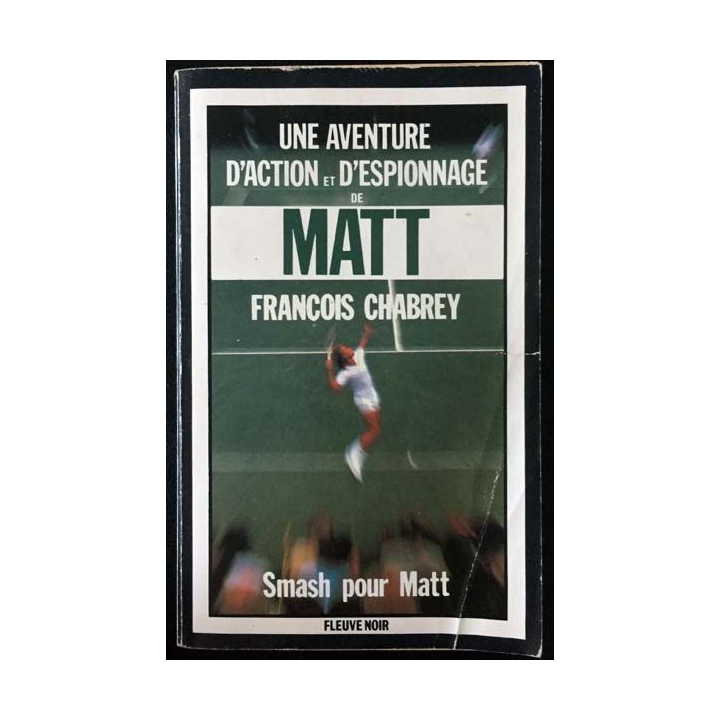 UNE AVENTURE
D'ACTION ET D'ESPIONNAGE
DE
MATT
FRANÇOIS CHABREY
Smash pour Matt
FLEUVE NOIR